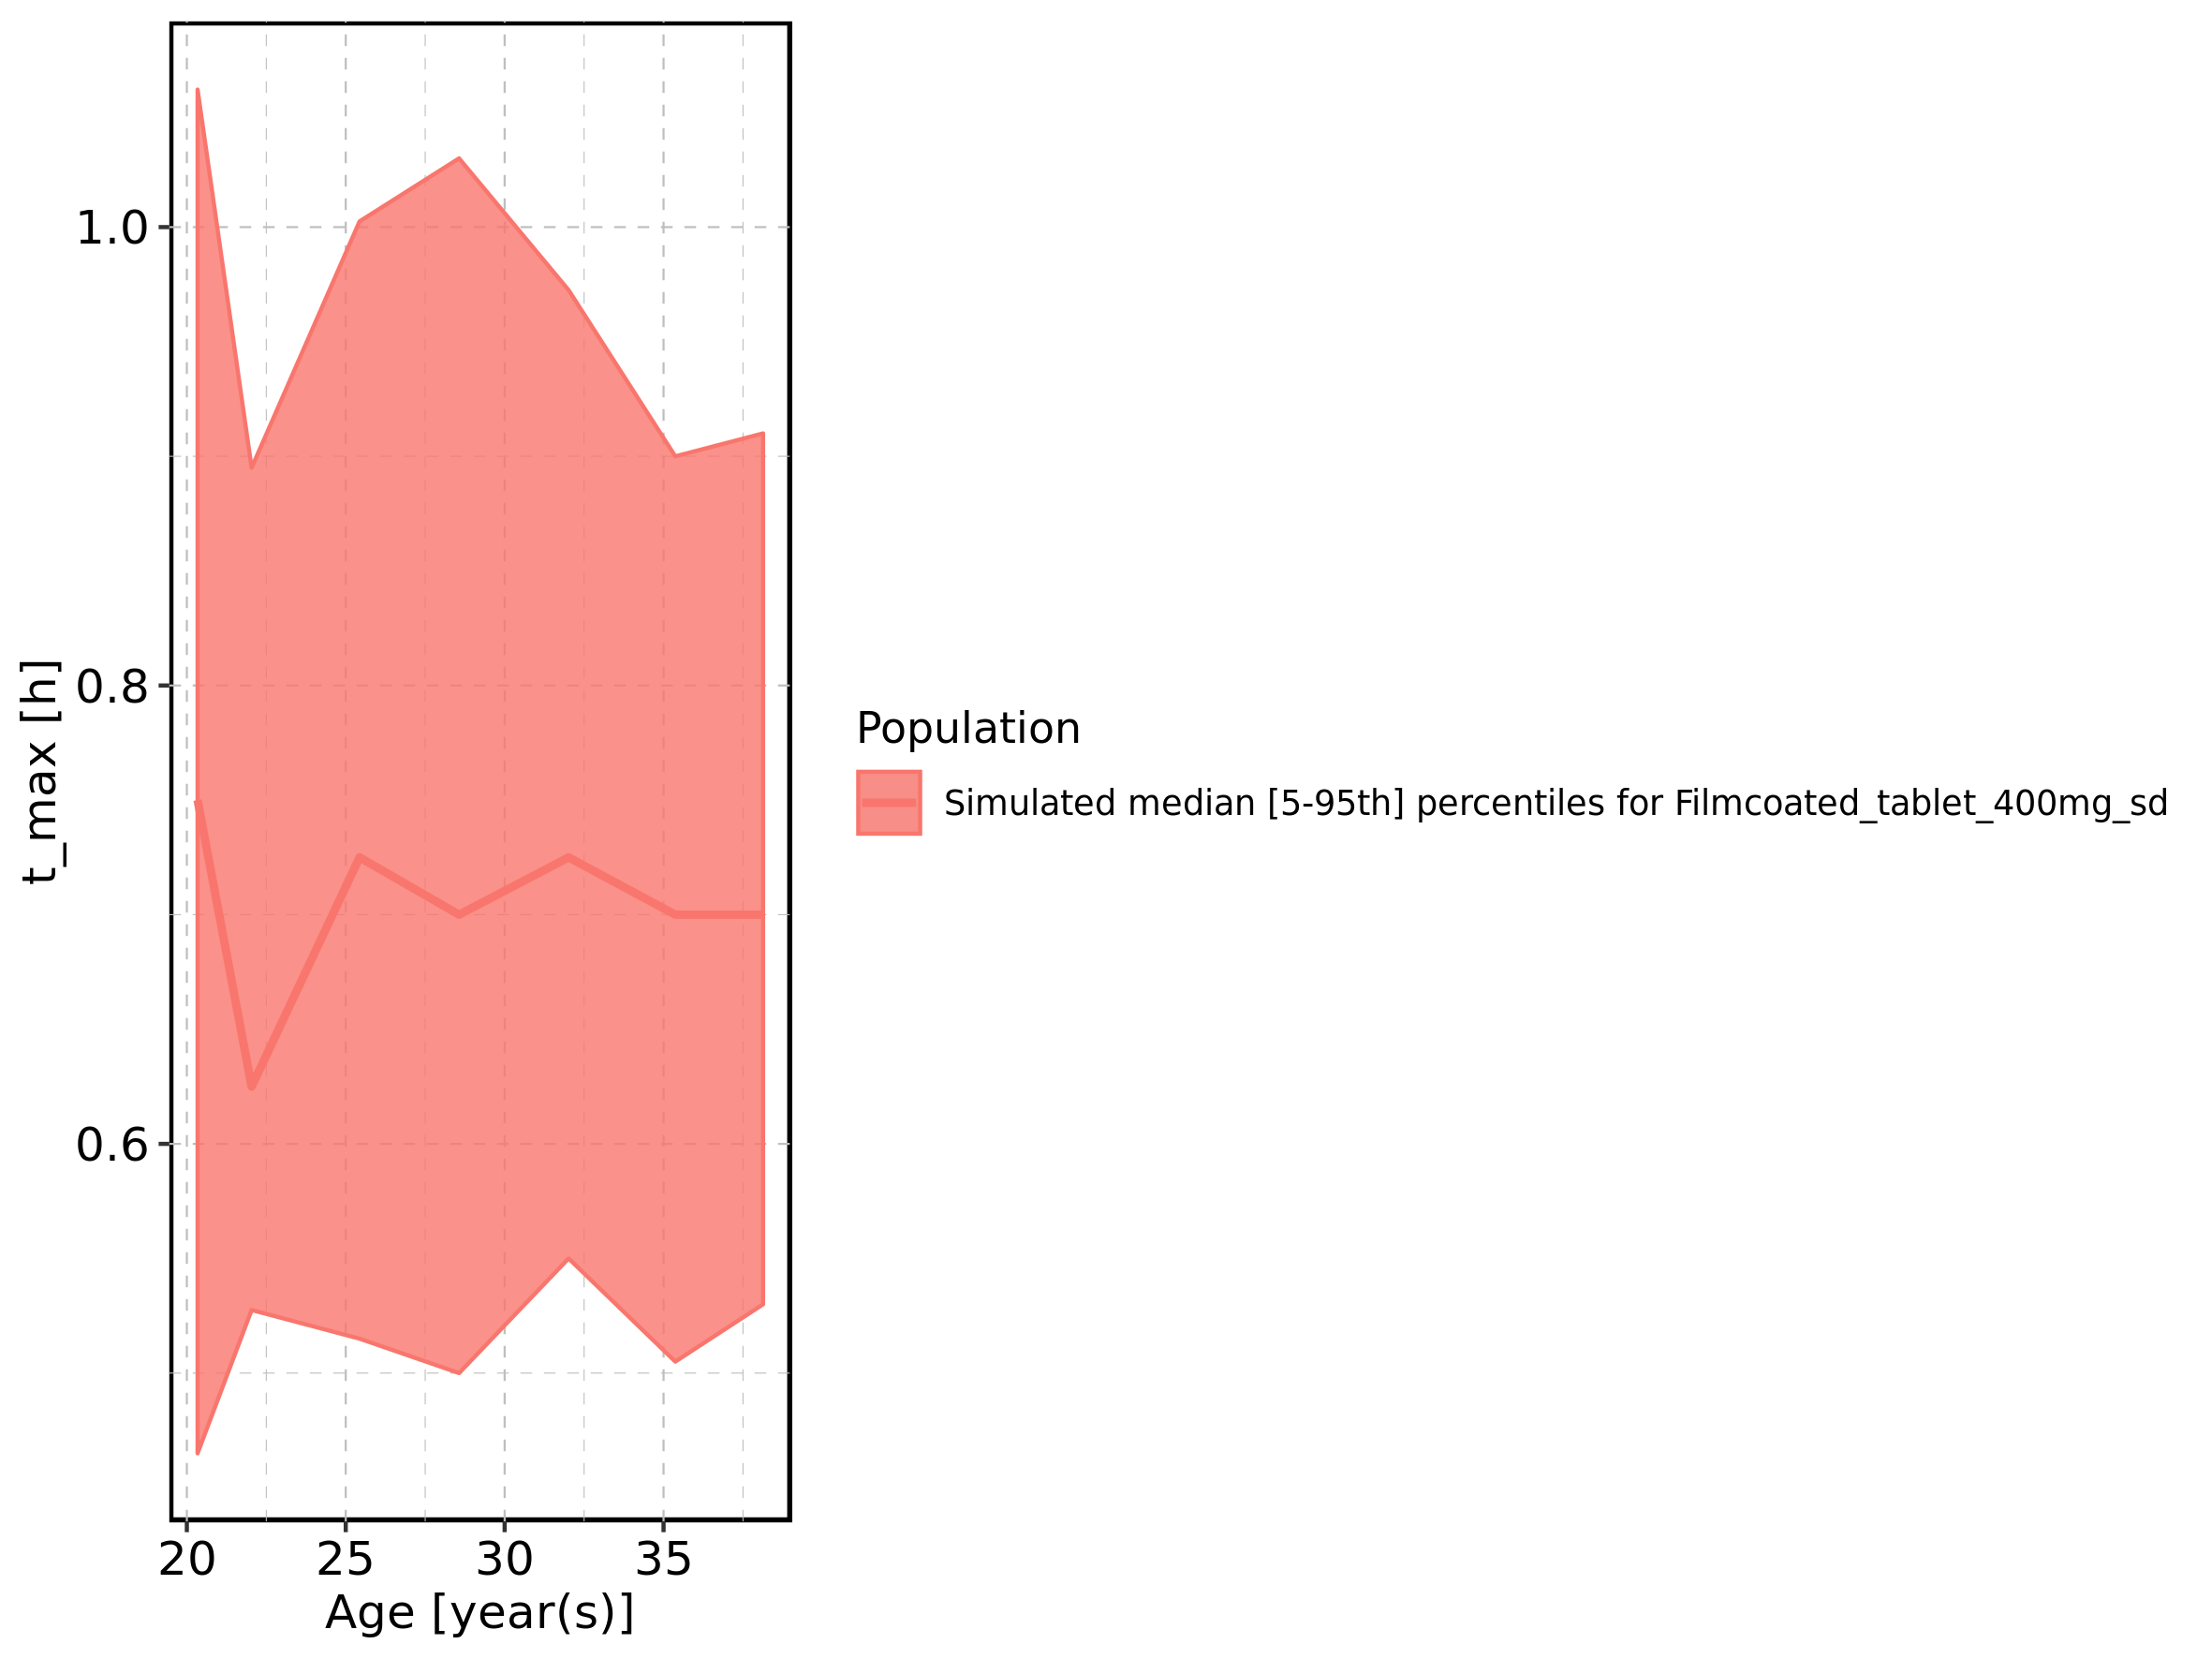 1.0
0.8
0.6
t_max [h]
20 25 30 35
Age [year(s)]
Population
Simulated median [5-95th] percentiles for Filmcoated_tablet_400mg_sd